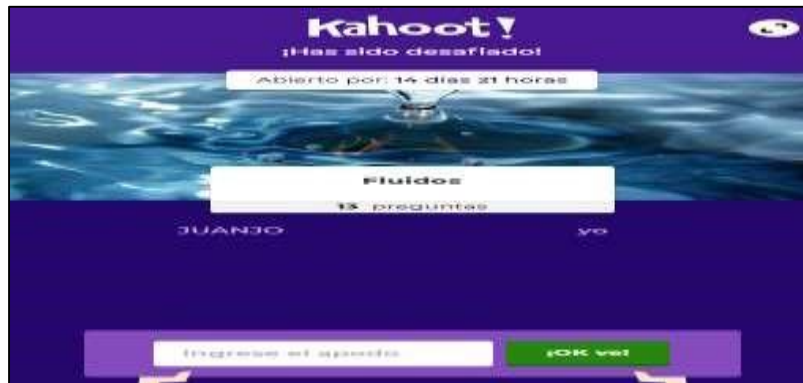 Kahoot!
¡Has sido desafiado!
Abierto por: 14 días 21 horas
Fluidos
13 preguntas
JUANJO yo
Ingrese el apodo ¡OK ve!